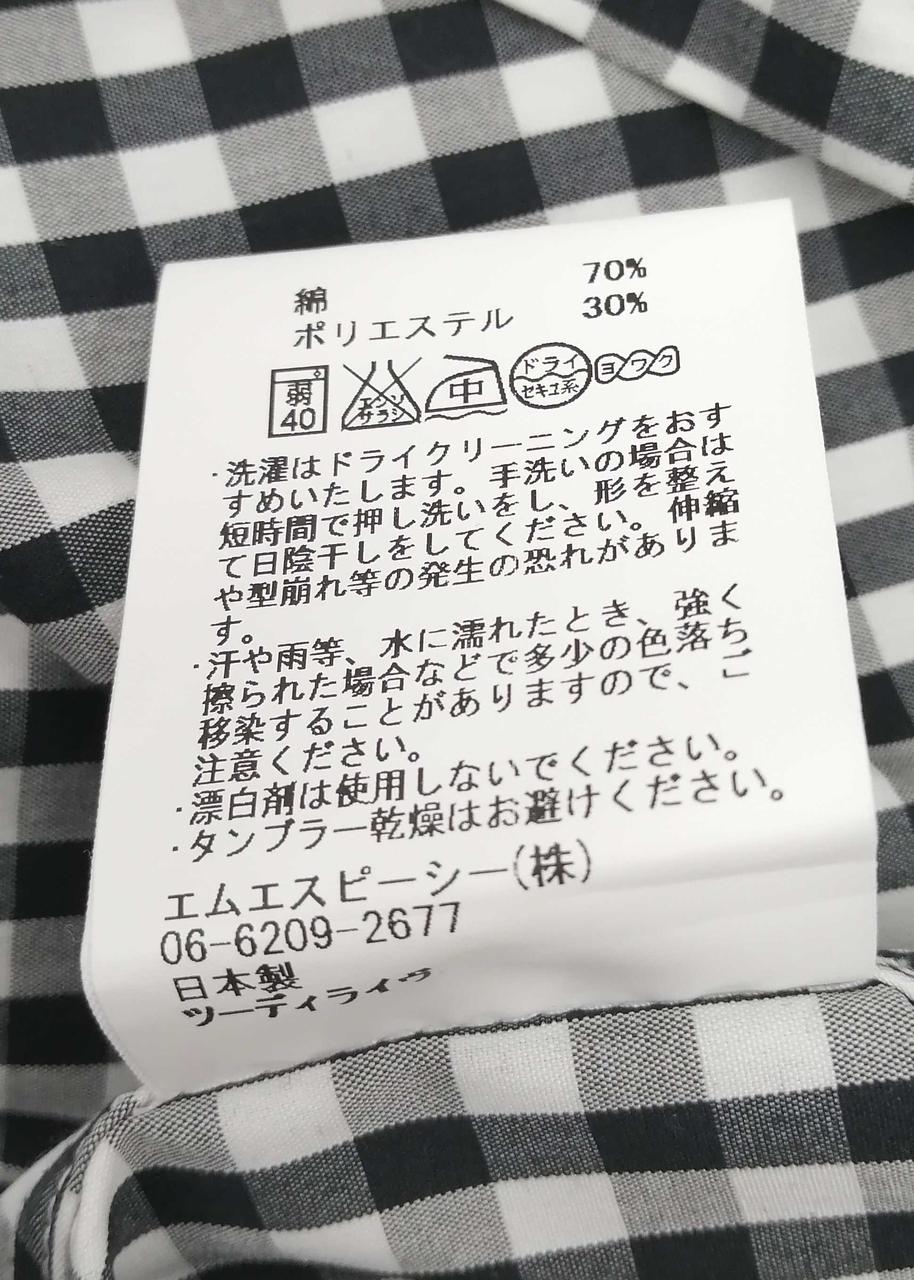 綿 70%
ポリエステル 30%
弱 40
エンソ サラシ
中
ドライ セキユ系
ヨワク
・洗濯はドライクリーニングをおす
すめいたします。手洗いの場合は
短時間で押し洗いをし、形を整え
て日陰干しをしてください。伸縮
や型崩れ等の発生の恐れがありま
す。
・汗や雨等、水に濡れたとき、強く
擦られた場合などで多少の色落ち
移染することがありますので、ご
注意ください。
・漂白剤は使用しないでください。
・タンブラー乾燥はお避けください。
エムエスピーシー(株)
06-6209-2677
日本製
ツーディライヴ